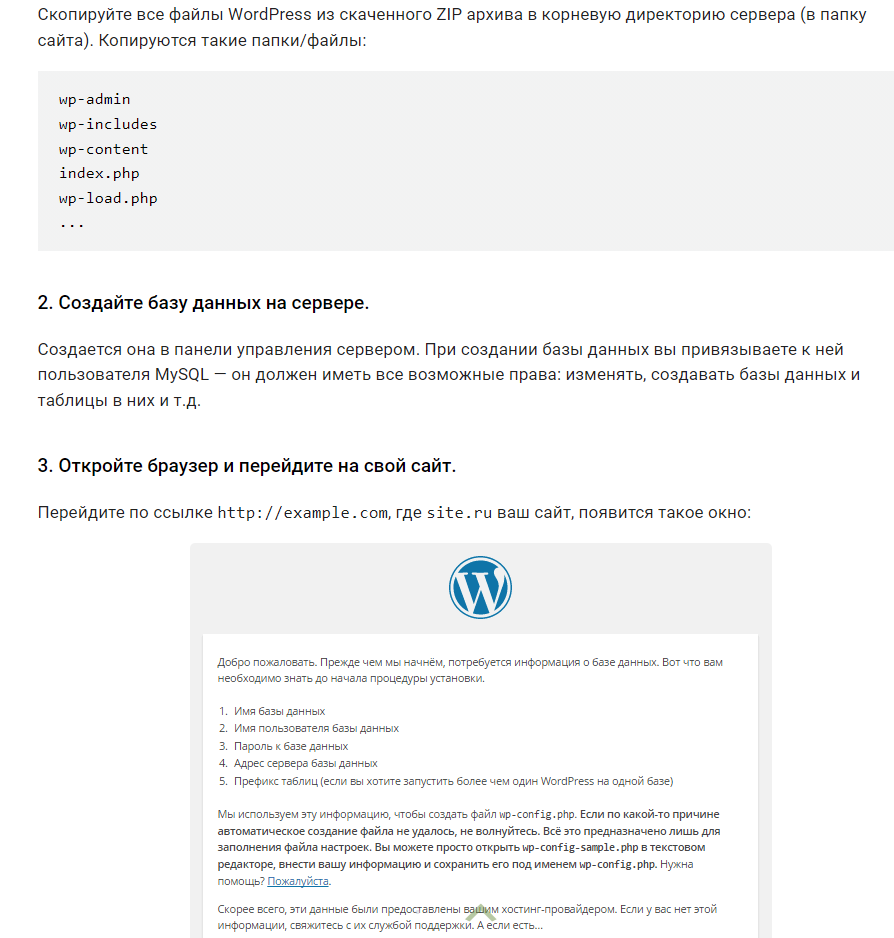 Скопируйте все файлы WordPress из скаченного ZIP архива в корневую директорию сервера (в папку
сайта). Копируются такие папки/файлы:
wp-admin
wp-includes
wp-content
index.php
wp-load.php
...
2. Создайте базу данных на сервере.
Создается она в панели управления сервером. При создании базы данных вы привязываете к ней
пользователя MySQL — он должен иметь все возможные права: изменять, создавать базы данных и
таблицы в них и т.д.
3. Откройте браузер и перейдите на свой сайт.
Перейдите по ссылке http://example.com, где site.ru ваш сайт, появится такое окно:
Добро пожаловать. Прежде чем мы начнём, потребуется информация о базе данных. Вот что вам
необходимо знать до начала процедуры установки.
1. Имя базы данных
2. Имя пользователя базы данных
3. Пароль к базе данных
4. Адрес сервера базы данных
5. Префикс таблиц (если вы хотите запустить более чем один WordPress на одной базе)
Мы используем эту информацию, чтобы создать файл wp-config.php. Если по какой-то причине
автоматическое создание файла не удалось, не волнуйтесь. Всё это предназначено лишь для
заполнения файла настроек. Вы можете просто открыть wp-config-sample.php в текстовом
редакторе, внести вашу информацию и сохранить его под именем wp-config.php. Нужна
помощь? Пожалуйста.
Скорее всего, эти данные были предоставлены вашим хостинг-провайдером. Если у вас нет этой
информации, свяжитесь с их службой поддержки. А если есть...